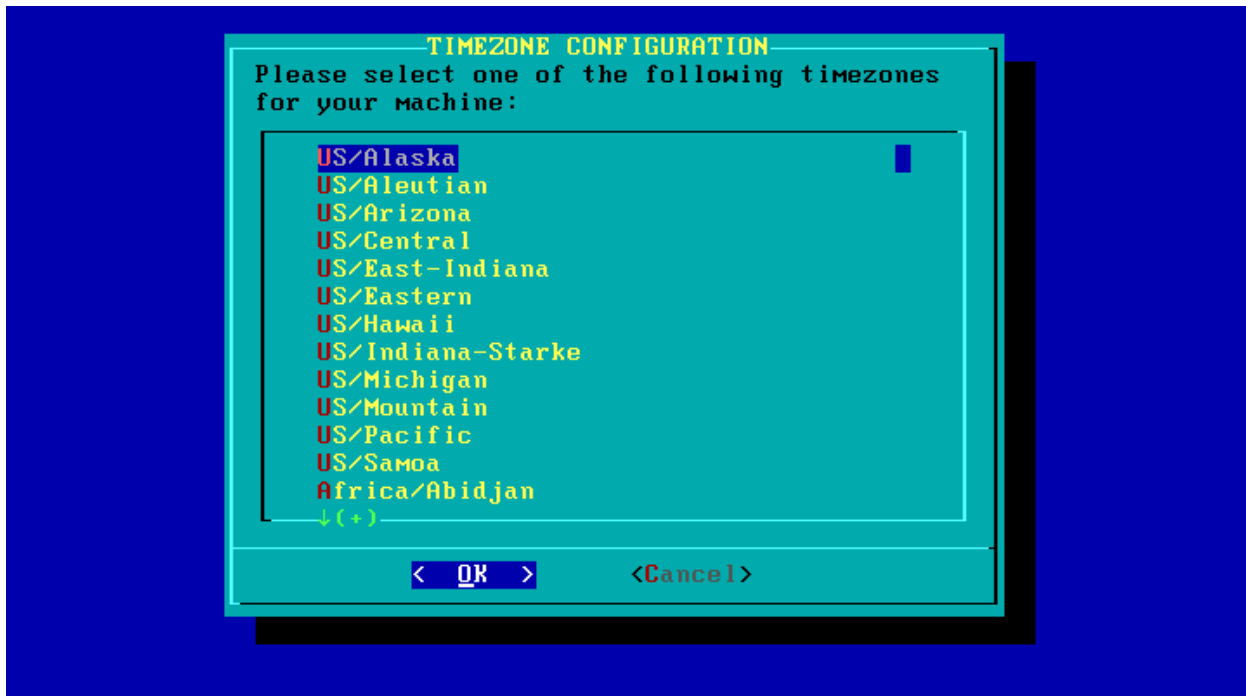 TIMEZONE CONFIGURATION
Please select one of the following timezones
for your machine:
US/Alaska
US/Aleutian
US/Arizona
US/Central
US/East-Indiana
US/Eastern
US/Hawaii
US/Indiana-Starke
US/Michigan
US/Mountain
US/Pacific
US/Samoa
Africa/Abidjan
↓(+)
< OK > <Cancel>